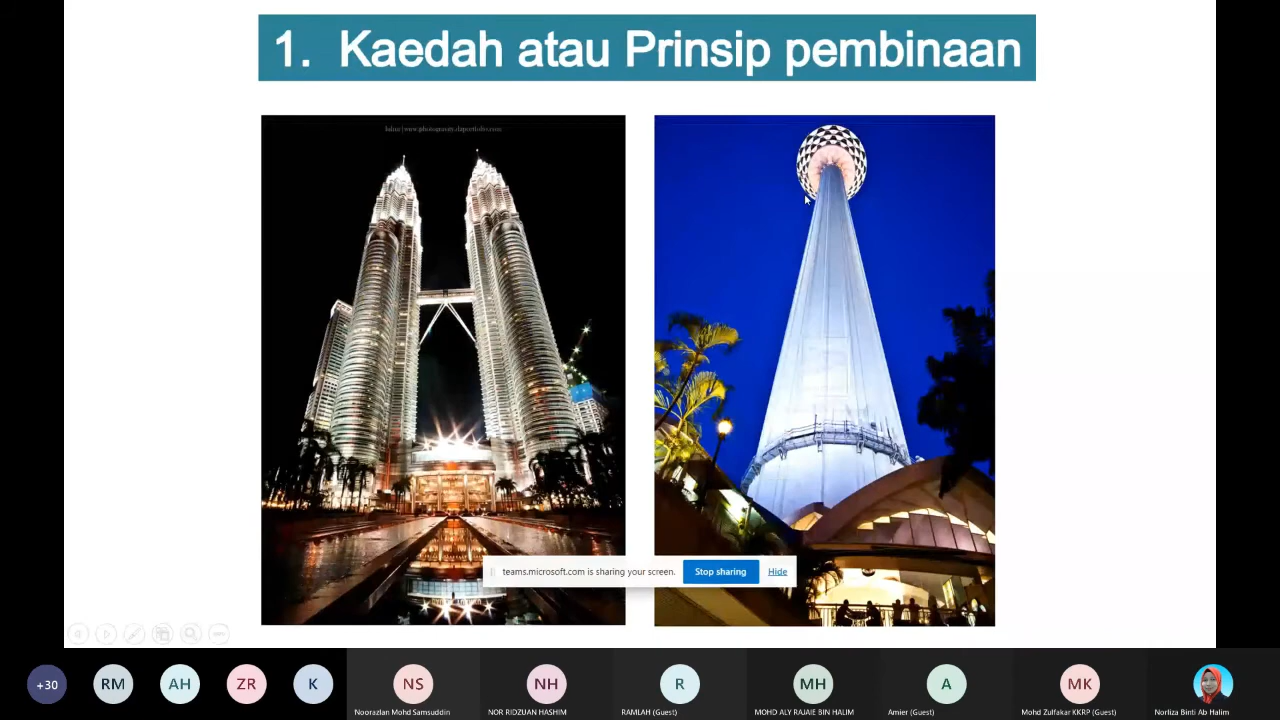 1. Kaedah atau Prinsip pembinaan
teams.microsoft.com is sharing your screen.
Stop sharing
Hide
+30
RM
AH
ZR
K
NS
NH
R
MH
A
MK
Noorazlan Mohd Samsuddin
NOR RIDZUAN HASHIM
RAMLAH (Guest)
MOHD ALY RAJAIE BIN HALIM
Amier (Guest)
Mohd Zulfakar KKRP (Guest)
Norliza Binti Ab Halim